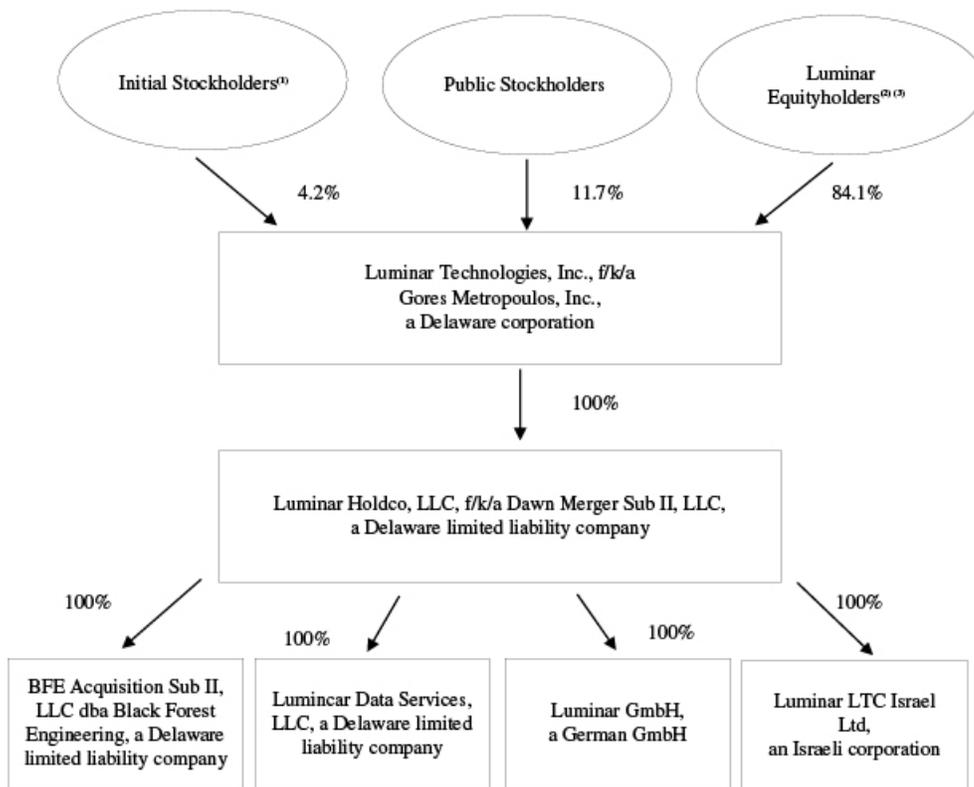 Initial Stockholders(1)
Public Stockholders
Luminar
Equityholders(2) (3)
4.2%
11.7%
84.1%
Luminar Technologies, Inc., f/k/a
Gores Metropoulos, Inc.,
a Delaware corporation
100%
Luminar Holdco, LLC, f/k/a Dawn Merger Sub II, LLC,
a Delaware limited liability company
100%
100%
100%
100%
BFE Acquisition Sub II,
LLC dba Black Forest
Engineering, a Delaware
limited liability company
Lumincar Data Services,
LLC, a Delaware limited
liability company
Luminar GmbH,
a German GmbH
Luminar LTC Israel
Ltd,
an Israeli corporation